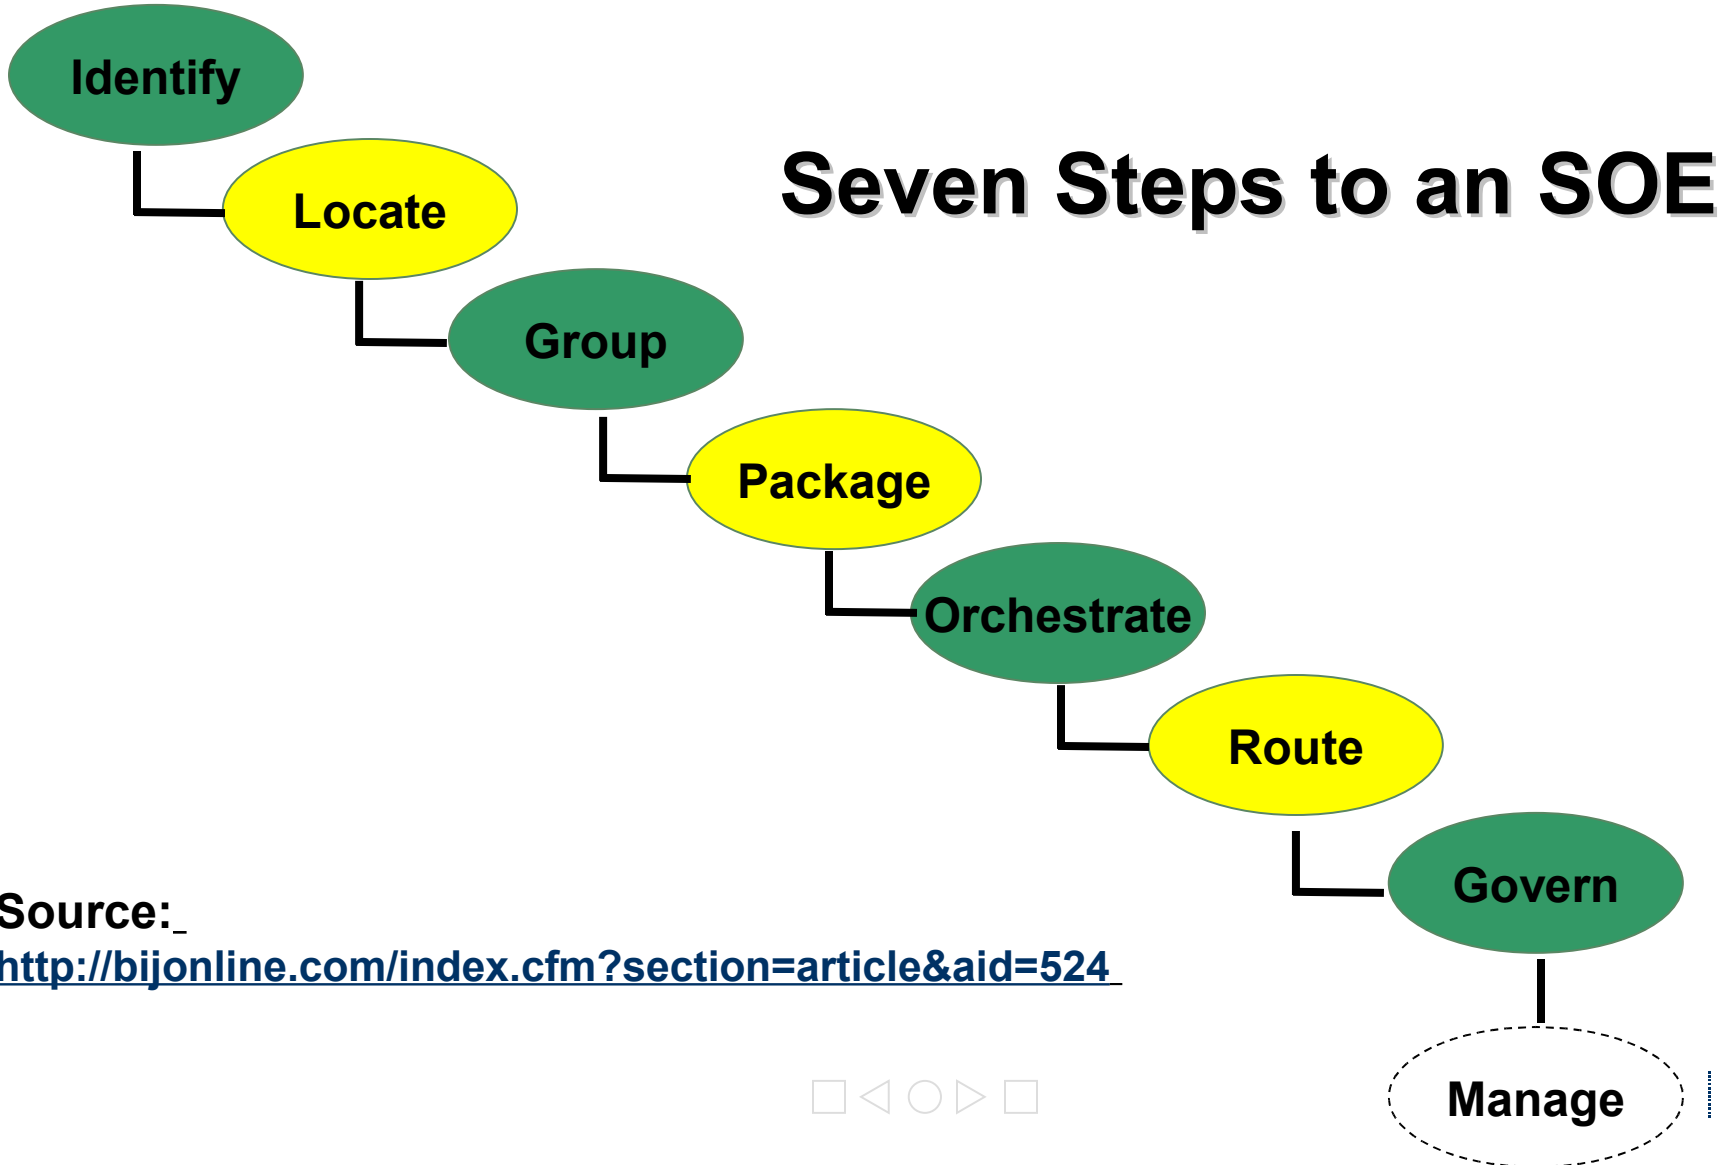 Identify
Locate
Seven Steps to an SOE
Group
Package
Orchestrate
Route
Govern
Source:
http://bijonline.com/index.cfm?section=article&aid=524
Manage